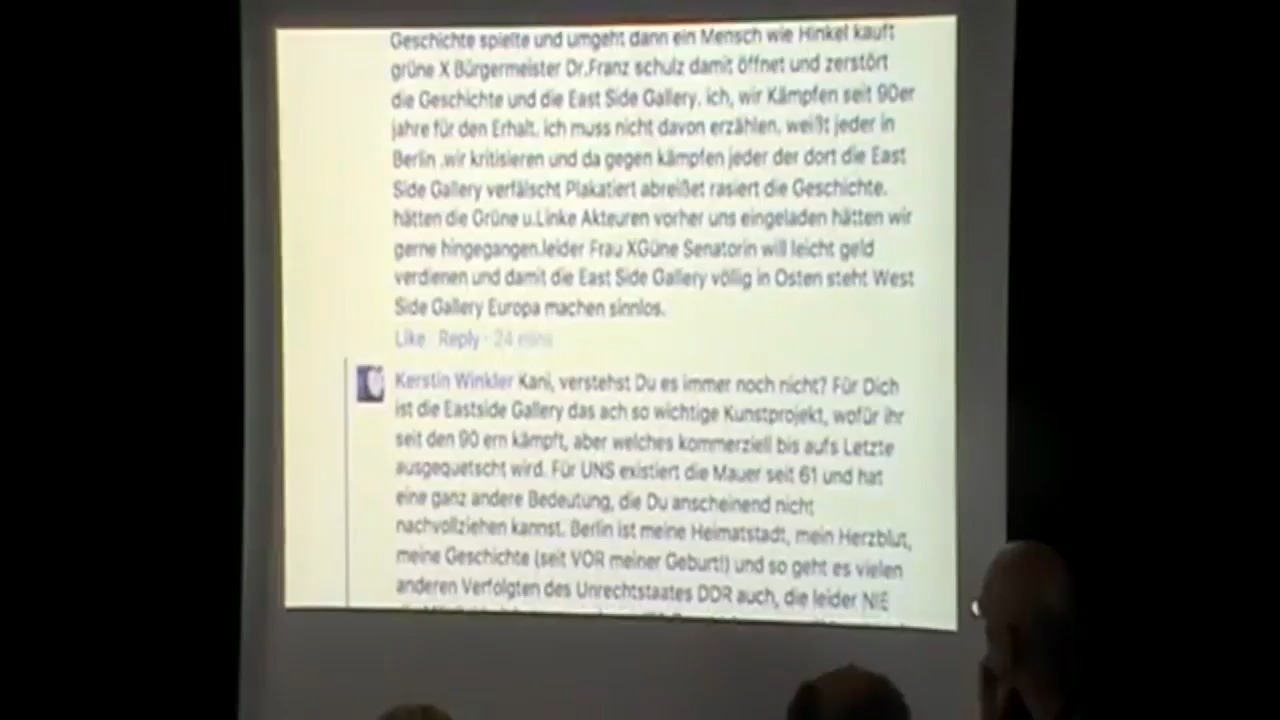 Geschichte spielte und umgeht dann ein Mensch wie Hinkel kauft
grüne X Bürgermeister Dr.Franz schulz damit öffnet und zerstört
die Geschichte und die East Side Gallery. ich, wir Kämpfen seit 90er
jahre für den Erhalt. ich muss nicht davon erzählen, weißt jeder in
Berlin .wir kritisieren und da gegen kämpfen jeder der dort die East
Side Gallery verfälscht Plakatiert abreißet rasiert die Geschichte.
hätten die Grüne u.Linke Akteuren vorher uns eingeladen hätten wir
gerne hingegangen.leider Frau XGüne Senatorin will leicht geld
verdienen und damit die East Side Gallery völlig in Osten steht West
Side Gallery Europa machen sinnlos.
Like · Reply · 24 mins
Kerstin Winkler Kani, verstehst Du es immer noch nicht? Für Dich
ist die Eastside Gallery das ach so wichtige Kunstprojekt, wofür ihr
seit den 90 ern kämpft, aber welches kommerziell bis aufs Letzte
ausgequetscht wird. Für UNS existiert die Mauer seit 61 und hat
eine ganz andere Bedeutung, die Du anscheinend nicht
nachvollziehen kannst. Berlin ist meine Heimatstadt, mein Herzblut,
meine Geschichte (seit VOR meiner Geburt!) und so geht es vielen
anderen Verfolgten des Unrechtsstaates DDR auch, die leider NIE